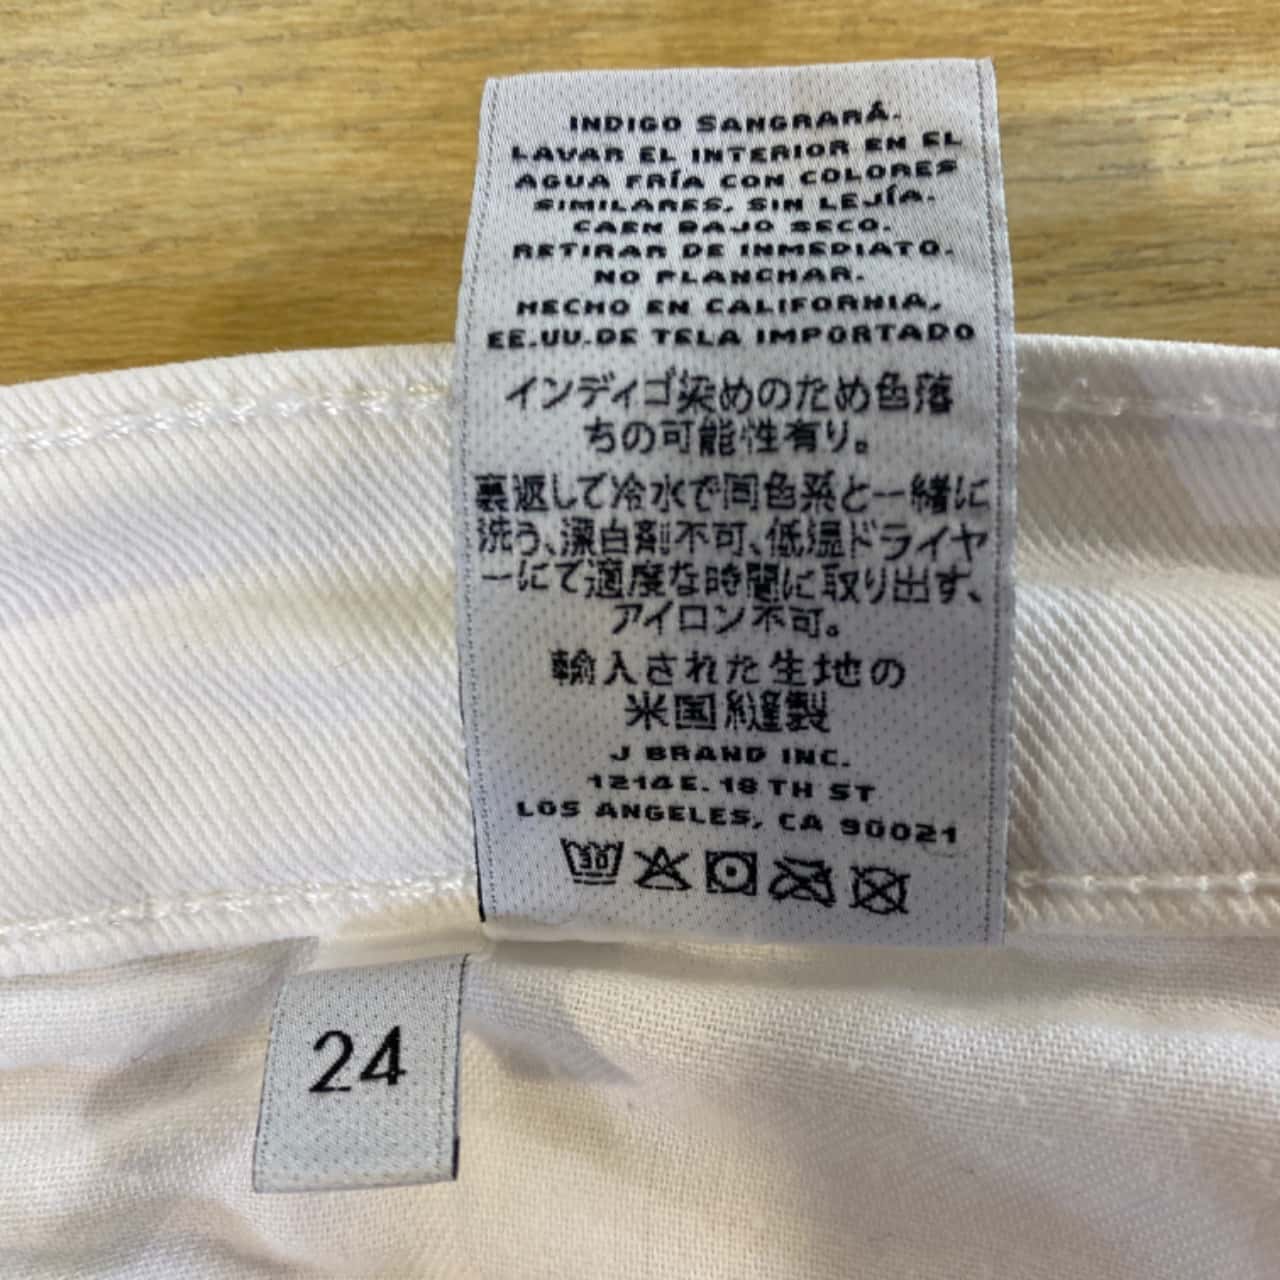 INDIGO SANGRARÁ.
LAVAR EL INTERIOR EN EL
AGUA FRÍA CON COLORES
SIMILARES, SIN LEJÍA.
CAEN BAJO SECO.
RETIRAR DE INMEDIATO.
NO PLANCHAR.
HECHO EN CALIFORNIA,
EE.UU.DE TELA IMPORTADO
インディゴ染めのため色落
ちの可能性有り。
裏返して冷水で同色系と一緒に
洗う、漂白剤不可、低温ドライヤ
ーにて適度な時間に取り出す、
アイロン不可。
輸入された生地の
米国縫製
J BRAND INC.
1214E. 18 TH ST
LOS ANGELES, CA 90021
30
24